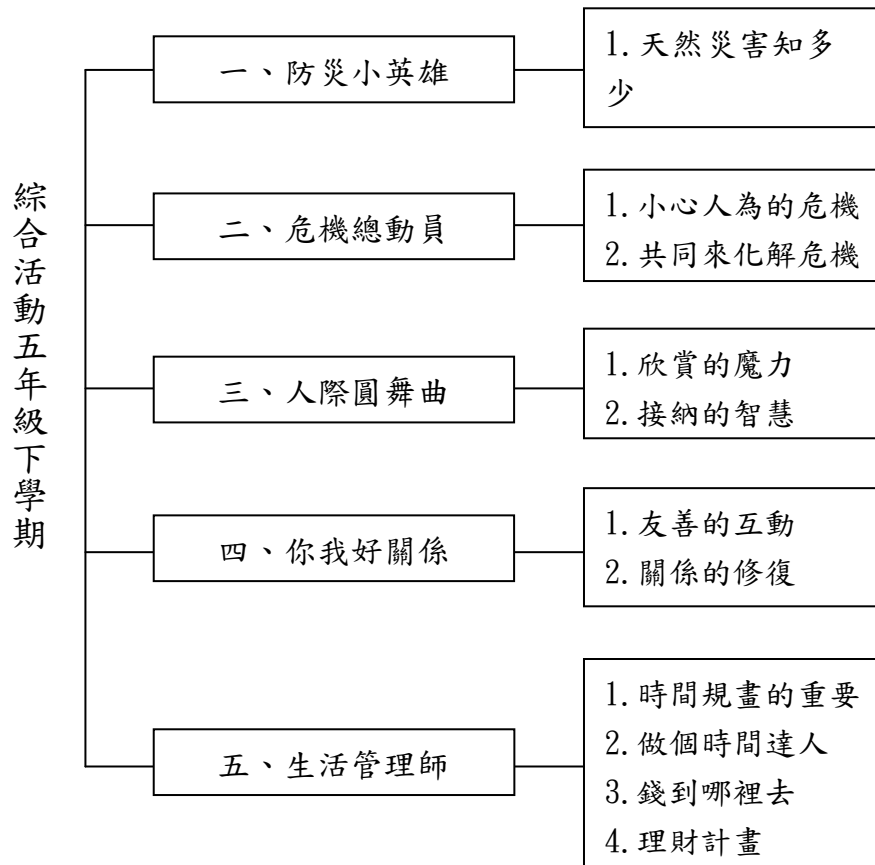 綜合活動五年級下學期
一、防災小英雄
1.天然災害知多
少
二、危機總動員
1.小心人為的危機
2.共同來化解危機
三、人際圓舞曲
1.欣賞的魔力
2.接納的智慧
四、你我好關係
1.友善的互動
2.關係的修復
五、生活管理師
1.時間規畫的重要
2.做個時間達人
3.錢到哪裡去
4.理財計畫